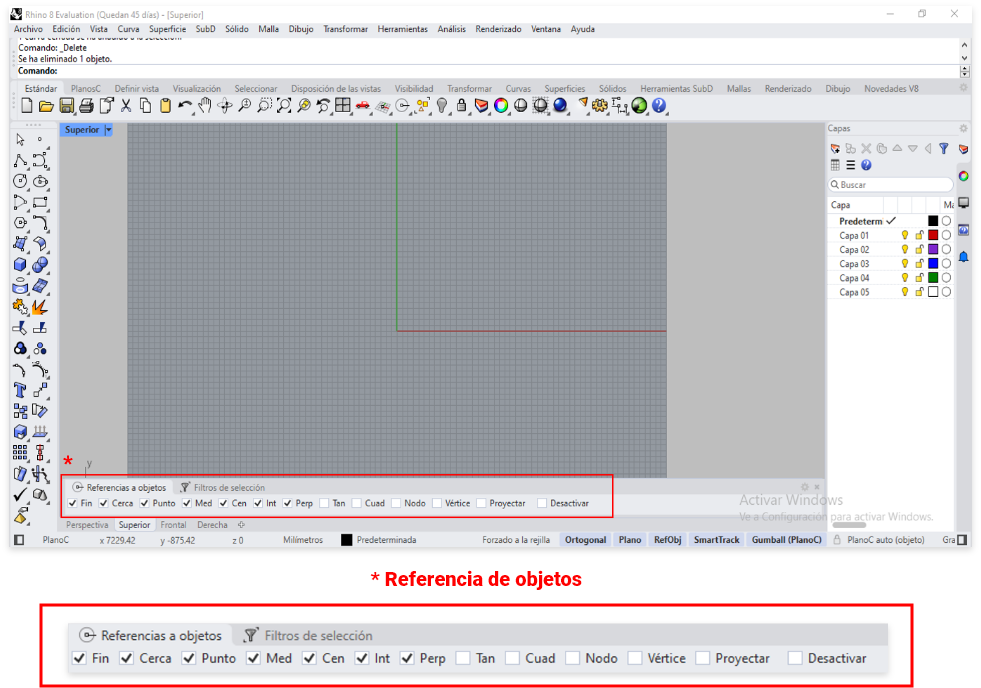 Rhino 8 Evaluation (Quedan 45 días) - [Superior]
Archivo Edición Vista Curva Superficie SubD Sólido Malla Dibujo Transformar Herramientas Análisis Renderizado Ventana Ayuda
Comando: _Delete
Se ha eliminado 1 objeto.
Comando:
Estándar PlanosC Definir vista Visualización Seleccionar Disposición de las vistas Visibilidad Transformar Curvas Superficies Sólidos Herramientas SubD Mallas Renderizado Dibujo Novedades V8
Superior
Capas
Buscar
Capa Ma
Predeterm
Capa 01
Capa 02
Capa 03
Capa 04
Capa 05
*
y
Referencias a objetos Filtros de selección
Fin Cerca Punto Med Cen Int Perp Tan Cuad Nodo Vértice Proyectar Desactivar
Activar Windows
Ve a Configuración para activar Windows.
Perspectiva Superior Frontal Derecha
PlanoC x 7229.42 y -875.42 z 0 Milímetros Predeterminada Forzado a la rejilla Ortogonal Plano RefObj SmartTrack Gumball (PlanoC) PlanoC auto (objeto) Gra
* Referencia de objetos
Referencias a objetos Filtros de selección
Fin Cerca Punto Med Cen Int Perp Tan Cuad Nodo Vértice Proyectar Desactivar